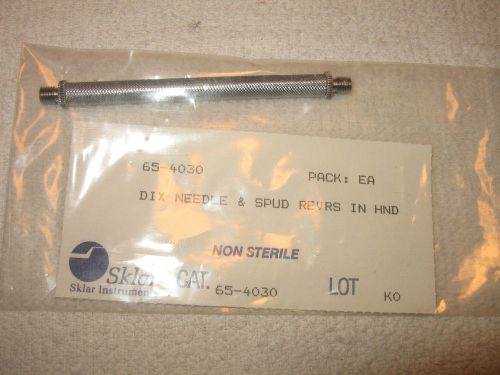 65-4030 PACK: EA
DIX NEEDLE & SPUD REVRS IN HND
NON STERILE
Sklar CAT. 65-4030 LOT KO
Sklar Instruments